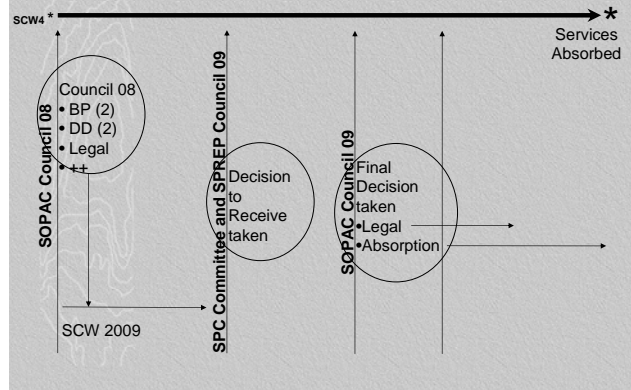 SCW4 *
*
Services
Absorbed
SOPAC Council 08
Council 08
• BP (2)
• DD (2)
• Legal
• ++
SCW 2009
SPC Committee and SPREP Council 09
Decision
to
Receive
taken
SOPAC Council 09
Final
Decision
taken
•Legal
•Absorption